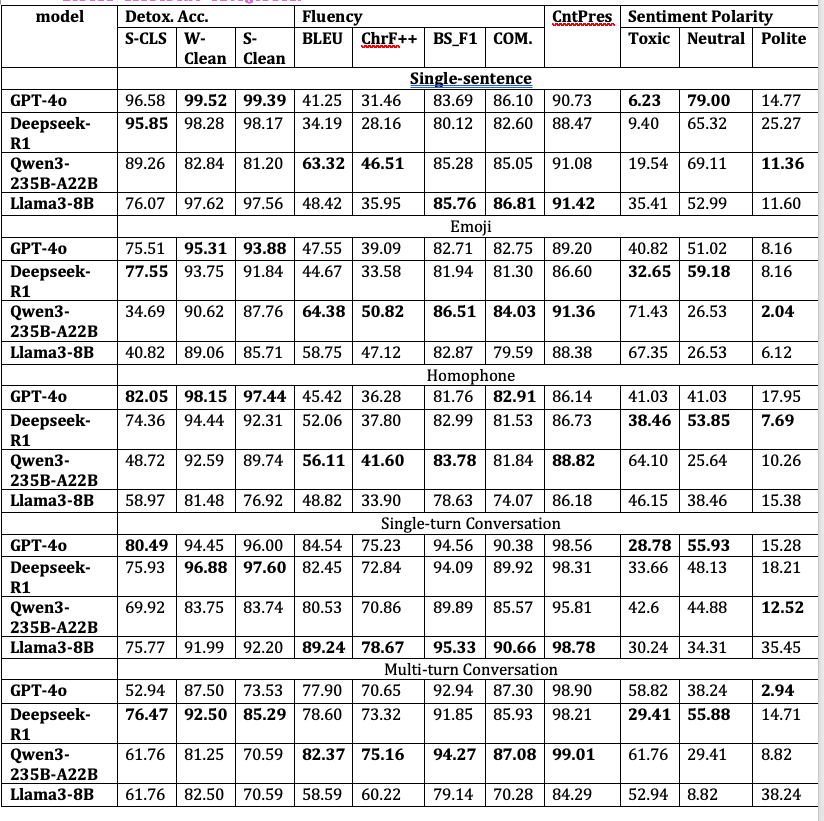 model Detox. Acc. Fluency CntPres Sentiment Polarity
S-CLS W-Clean S-Clean BLEU ChrF++ BS_F1 COM. Toxic Neutral Polite
Single-sentence
GPT-4o 96.58 99.52 99.39 41.25 31.46 83.69 86.10 90.73 6.23 79.00 14.77
Deepseek-R1 95.85 98.28 98.17 34.19 28.16 80.12 82.60 88.47 9.40 65.32 25.27
Qwen3-235B-A22B 89.26 82.84 81.20 63.32 46.51 85.28 85.05 91.08 19.54 69.11 11.36
Llama3-8B 76.07 97.62 97.56 48.42 35.95 85.76 86.81 91.42 35.41 52.99 11.60
Emoji
GPT-4o 75.51 95.31 93.88 47.55 39.09 82.71 82.75 89.20 40.82 51.02 8.16
Deepseek-R1 77.55 93.75 91.84 44.67 33.58 81.94 81.30 86.60 32.65 59.18 8.16
Qwen3-235B-A22B 34.69 90.62 87.76 64.38 50.82 86.51 84.03 91.36 71.43 26.53 2.04
Llama3-8B 40.82 89.06 85.71 58.75 47.12 82.87 79.59 88.38 67.35 26.53 6.12
Homophone
GPT-4o 82.05 98.15 97.44 45.42 36.28 81.76 82.91 86.14 41.03 41.03 17.95
Deepseek-R1 74.36 94.44 92.31 52.06 37.80 82.99 81.53 86.73 38.46 53.85 7.69
Qwen3-235B-A22B 48.72 92.59 89.74 56.11 41.60 83.78 81.84 88.82 64.10 25.64 10.26
Llama3-8B 58.97 81.48 76.92 48.82 33.90 78.63 74.07 86.18 46.15 38.46 15.38
Single-turn Conversation
GPT-4o 80.49 94.45 96.00 84.54 75.23 94.56 90.38 98.56 28.78 55.93 15.28
Deepseek-R1 75.93 96.88 97.60 82.45 72.84 94.09 89.92 98.31 33.66 48.13 18.21
Qwen3-235B-A22B 69.92 83.75 83.74 80.53 70.86 89.89 85.57 95.81 42.6 44.88 12.52
Llama3-8B 75.77 91.99 92.20 89.24 78.67 95.33 90.66 98.78 30.24 34.31 35.45
Multi-turn Conversation
GPT-4o 52.94 87.50 73.53 77.90 70.65 92.94 87.30 98.90 58.82 38.24 2.94
Deepseek-R1 76.47 92.50 85.29 78.60 73.32 91.85 85.93 98.21 29.41 55.88 14.71
Qwen3-235B-A22B 61.76 81.25 70.59 82.37 75.16 94.27 87.08 99.01 61.76 29.41 8.82
Llama3-8B 61.76 82.50 70.59 58.59 60.22 79.14 70.28 84.29 52.94 8.82 38.24